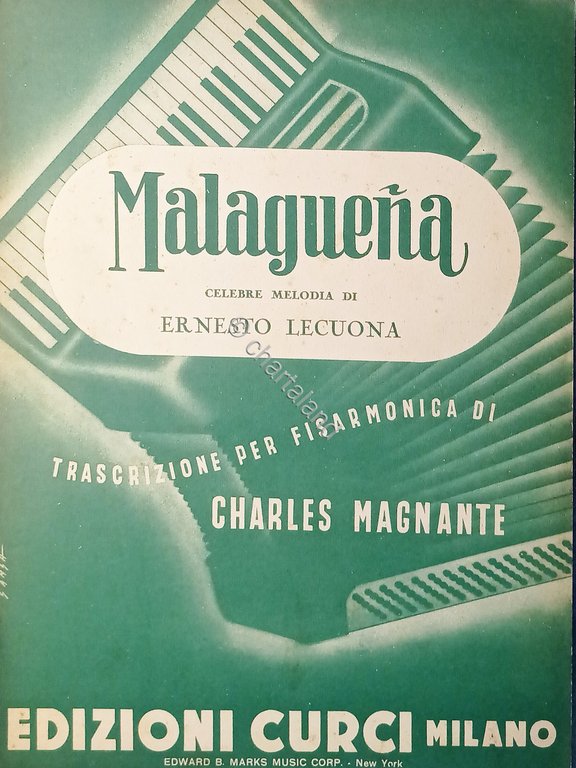 Malagueña
CELEBRE MELODIA DI
ERNESTO LECUONA
© chartaland
TRASCRIZIONE PER FISARMONICA DI
CHARLES MAGNANTE
EDIZIONI CURCI MILANO
EDWARD B. MARKS MUSIC CORP. - New York